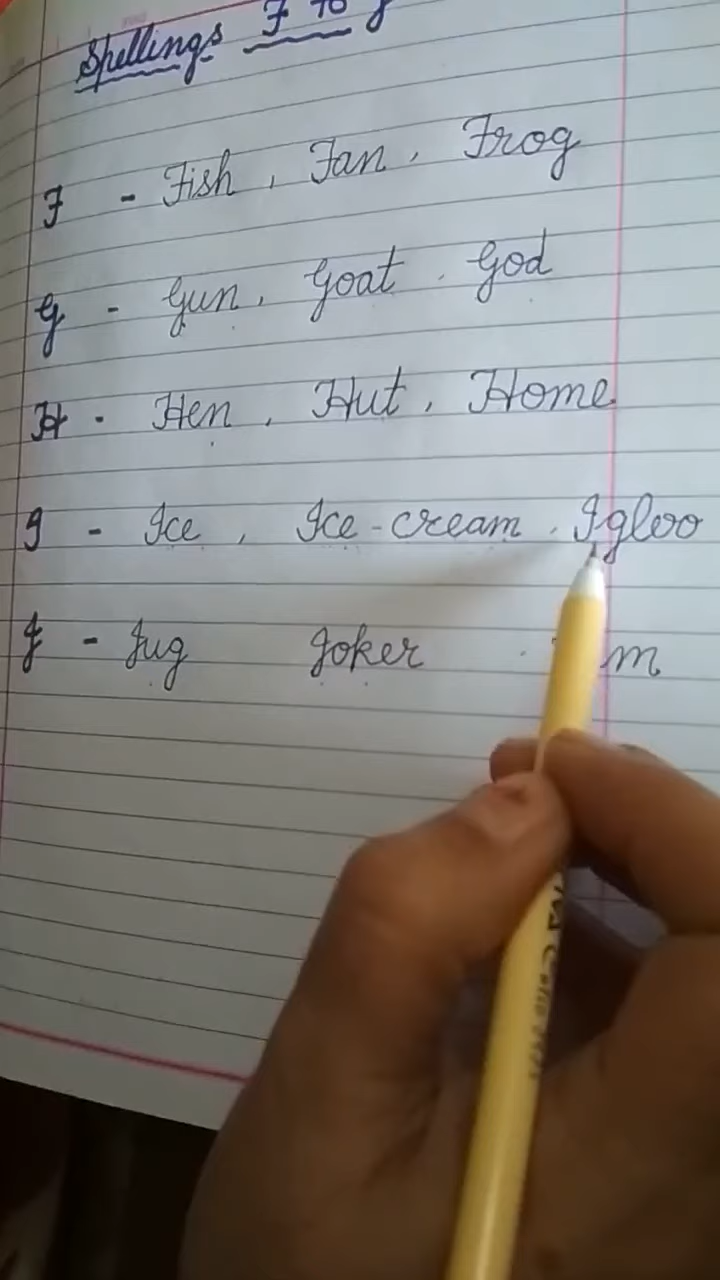 Spellings F to J
F - Fish, Fan, Frog
G - Gun, Goat. God
H - Hen, Hut, Home
I - Ice, Ice-cream. Igloo
J - Jug Joker